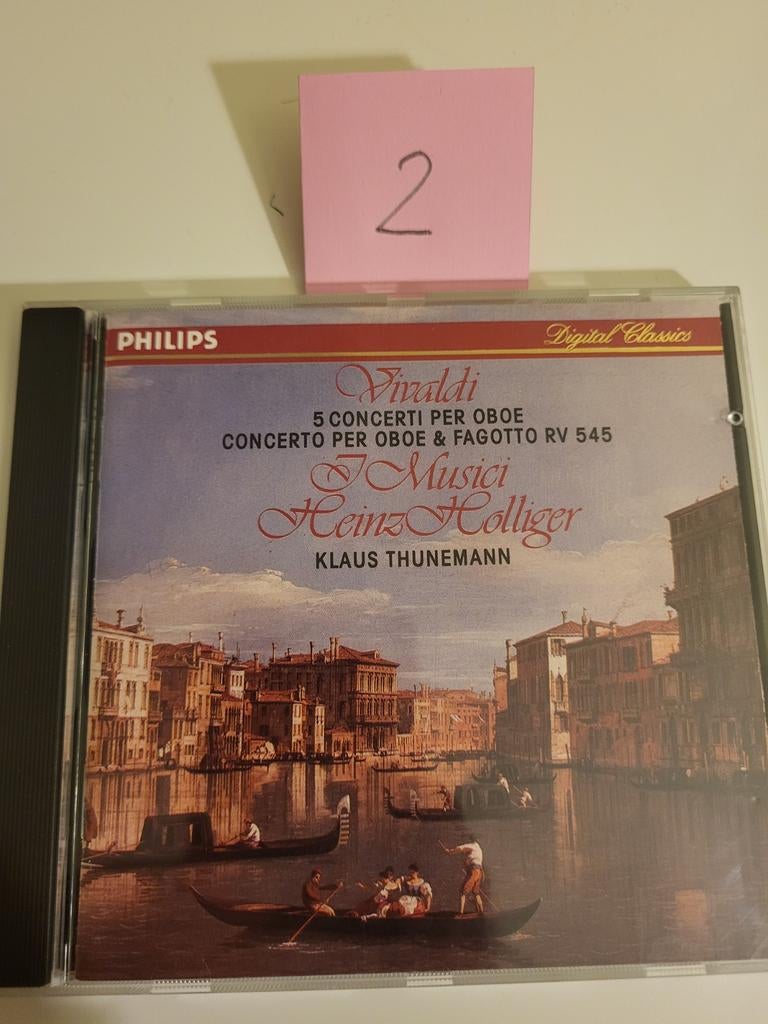 2
PHILIPS Digital Classics
Vivaldi
5 CONCERTI PER OBOE
CONCERTO PER OBOE & FAGOTTO RV 545
I Musici
Heinz Holliger
KLAUS THUNEMANN